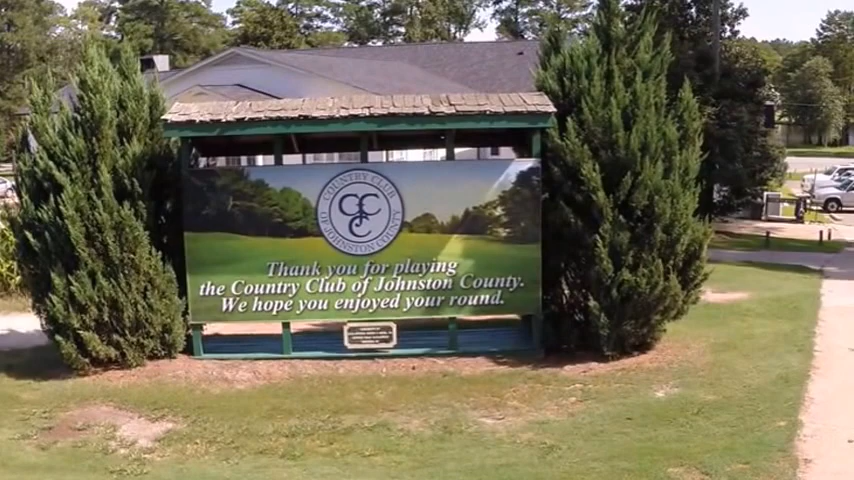 COUNTRY CLUB
CCJC
OF JOHNSTON COUNTY
Thank you for playing
the Country Club of Johnston County.
We hope you enjoyed your round.